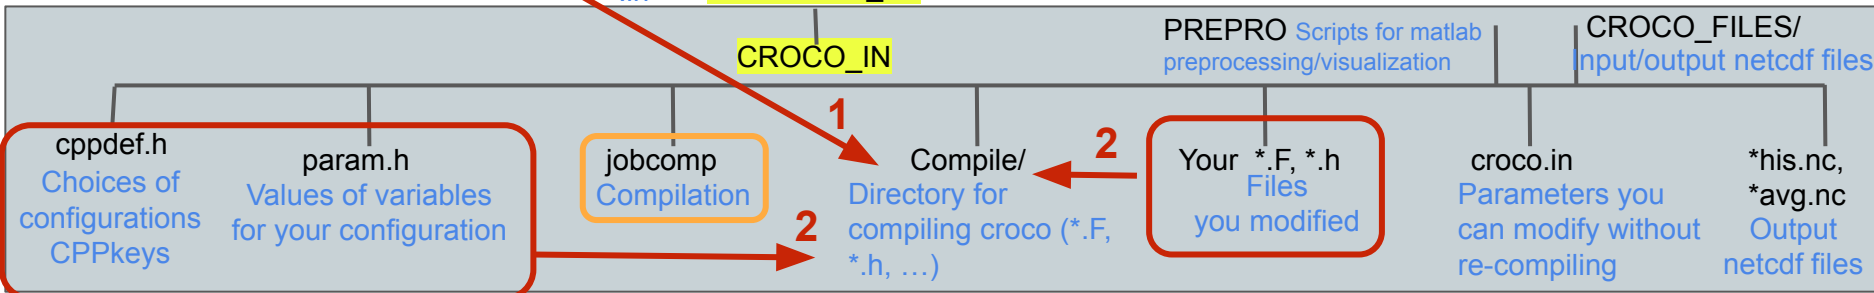 CROCO_IN
PREPRO Scripts for matlab
preprocessing/visualization
CROCO_FILES/
Input/output netcdf files
1
2
2
cppdef.h
Choices of
configurations
CPPkeys
param.h
Values of variables
for your configuration
jobcomp
Compilation
Compile/
Directory for
compiling croco (*.F,
*.h, …)
Your *.F, *.h
Files
you modified
croco.in
Parameters you
can modify without
re-compiling
*his.nc,
*avg.nc
Output
netcdf files